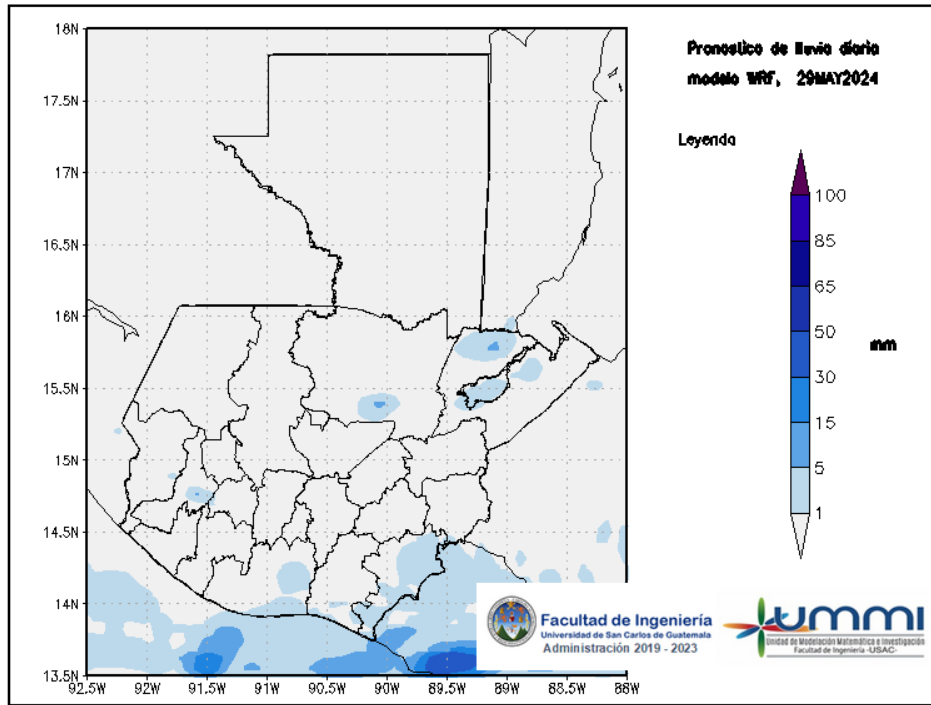 Pronostico de lluvia diaria
modelo WRF, 29MAY2024
Leyenda
100
85
65
50
30
15
5
1
mm
18N
17.5N
17N
16.5N
16N
15.5N
15N
14.5N
14N
13.5N
92.5W 92W 91.5W 91W 90.5W 90W 89.5W 89W 88.5W 88W
Facultad de Ingeniería
Universidad de San Carlos de Guatemala
Administración 2019 - 2023
UMMI
Unidad de Modelación Matemática e Investigación
Facultad de Ingeniería -USAC-